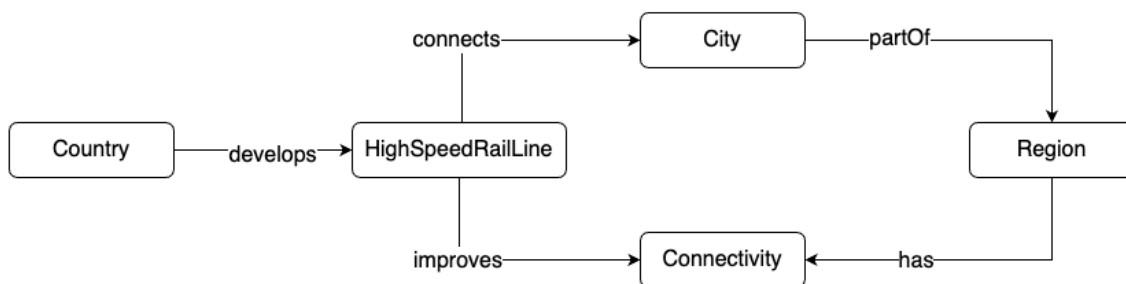 connects
City
partOf
Country
develops
HighSpeedRailLine
Region
improves
Connectivity
has